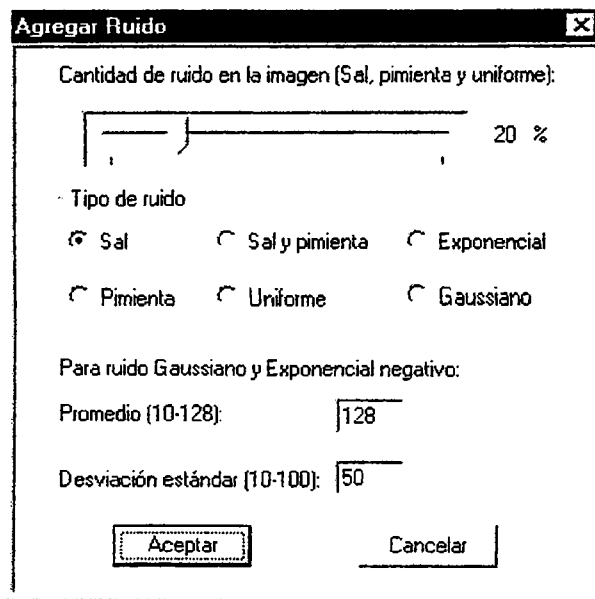 Agregar Ruido
Cantidad de ruido en la imagen (Sal, pimienta y uniforme):
20 %
Tipo de ruido
Sal
Sal y pimienta
Exponencial
Pimienta
Uniforme
Gaussiano
Para ruido Gaussiano y Exponencial negativo:
Promedio (10-128): 128
Desviación estándar (10-100): 50
Aceptar
Cancelar